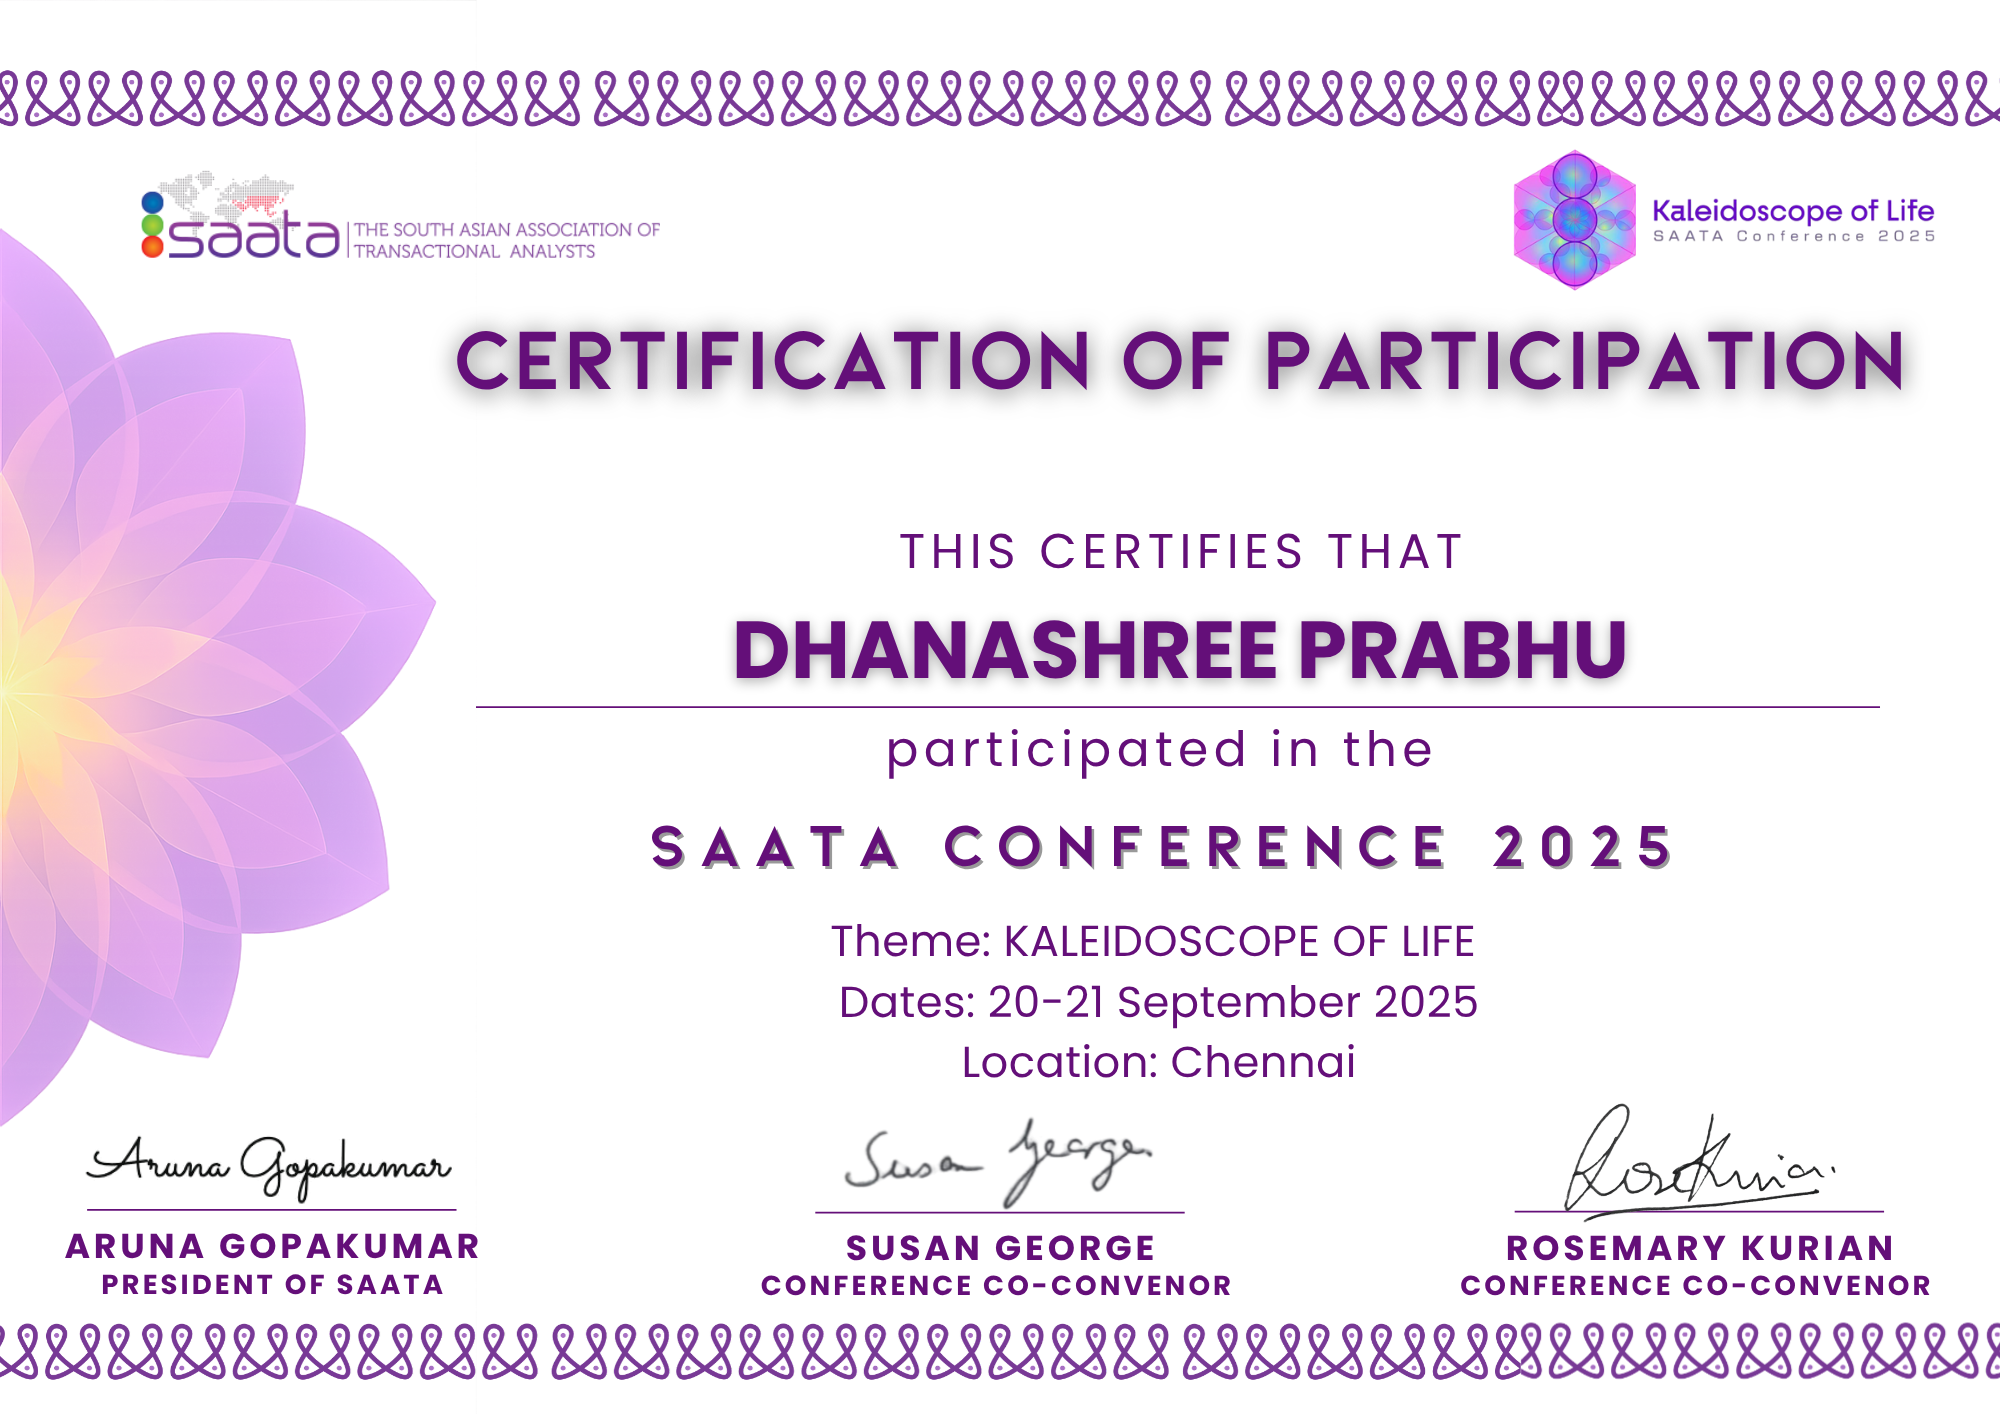 saata
THE SOUTH ASIAN ASSOCIATION OF
TRANSACTIONAL ANALYSTS
Kaleidoscope of Life
SAATA Conference 2025
CERTIFICATION OF PARTICIPATION
THIS CERTIFIES THAT
DHANASHREE PRABHU
participated in the
SAATA CONFERENCE 2025
Theme: KALEIDOSCOPE OF LIFE
Dates: 20-21 September 2025
Location: Chennai
Aruna Gopakumar
ARUNA GOPAKUMAR
PRESIDENT OF SAATA
Susan George
SUSAN GEORGE
CONFERENCE CO-CONVENOR
RoseKurian
ROSEMARY KURIAN
CONFERENCE CO-CONVENOR